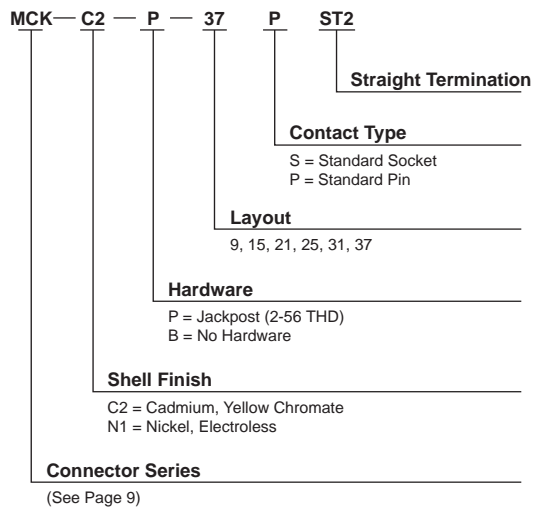 MCK — C2 — P — 37 P ST2
Straight Termination
Contact Type
S = Standard Socket
P = Standard Pin
Layout
9, 15, 21, 25, 31, 37
Hardware
P = Jackpost (2-56 THD)
B = No Hardware
Shell Finish
C2 = Cadmium, Yellow Chromate
N1 = Nickel, Electroless
Connector Series
(See Page 9)